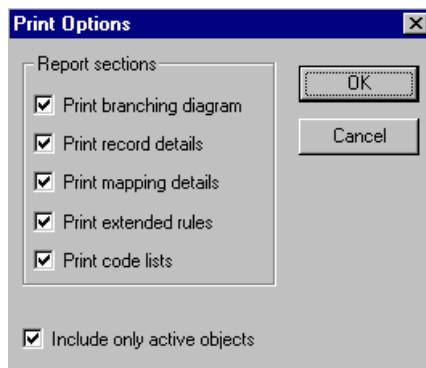 Print Options
Report sections
Print branching diagram
Print record details
Print mapping details
Print extended rules
Print code lists
Include only active objects
OK
Cancel